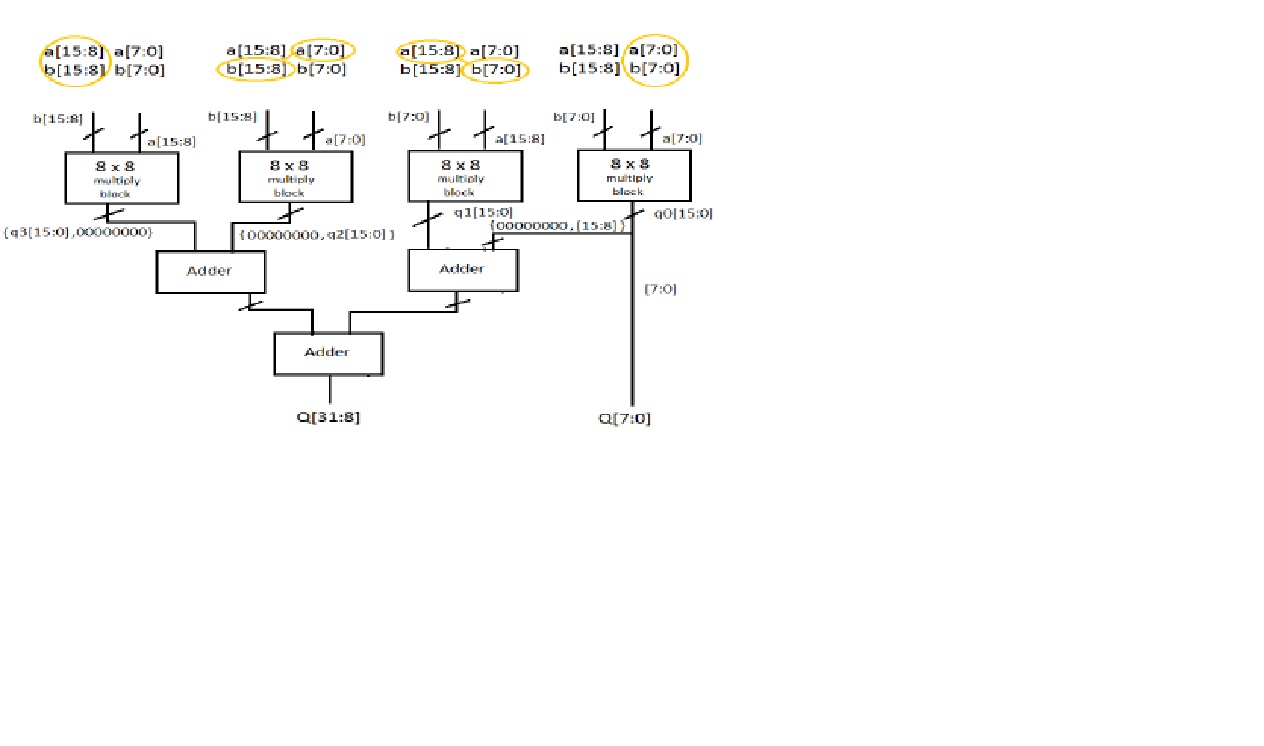 a[15:8] a[7:0]
b[15:8] b[7:0]
a[15:8] a[7:0]
b[15:8] b[7:0]
a[15:8] a[7:0]
b[15:8] b[7:0]
a[15:8] a[7:0]
b[15:8] b[7:0]
b[15:8]
a[15:8]
b[15:8]
a[7:0]
b[7:0]
a[15:8]
b[7:0]
a[7:0]
8 x 8
multiply
block
8 x 8
multiply
block
8 x 8
multiply
block
8 x 8
multiply
block
{q3[15:0],00000000}
{00000000,q2[15:0]}
q1[15:0]
{00000000,[15:8]}
q0[15:0]
Adder
Adder
[7:0]
Adder
Q[31:8]
Q[7:0]